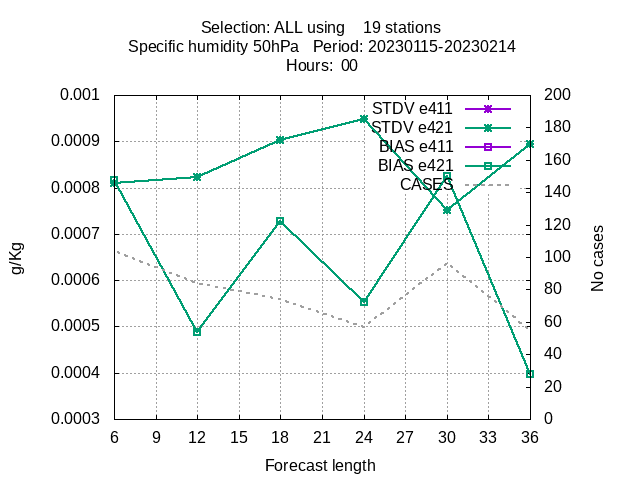 Selection: ALL using    19 stations
Specific humidity 50hPa   Period: 20230115-20230214
Hours:  00
0.001
0.0009
0.0008
0.0007
0.0006
0.0005
0.0004
0.0003
200
180
160
140
120
100
80
60
40
20
0
STDV e411
STDV e421
BIAS e411
BIAS e421
CASES
g/Kg
No cases
6 9 12 15 18 21 24 27 30 33 36
Forecast length